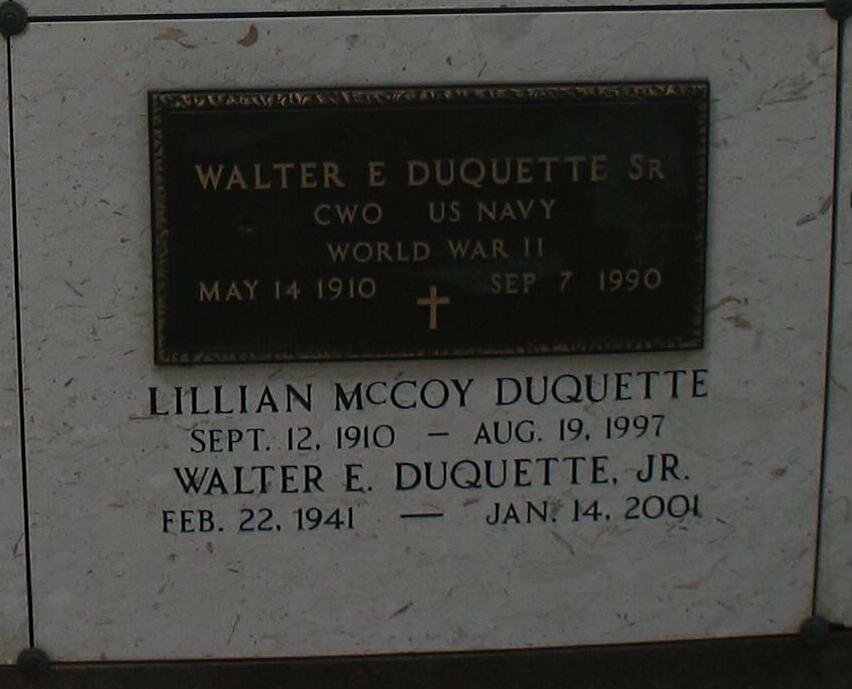 WALTER E DUQUETTE SR
CWO US NAVY
WORLD WAR II
MAY 14 1910 SEP 7 1990
LILLIAN MCCOY DUQUETTE
SEPT. 12, 1910 — AUG. 19, 1997
WALTER E. DUQUETTE, JR.
FEB. 22, 1941 — JAN. 14, 2001